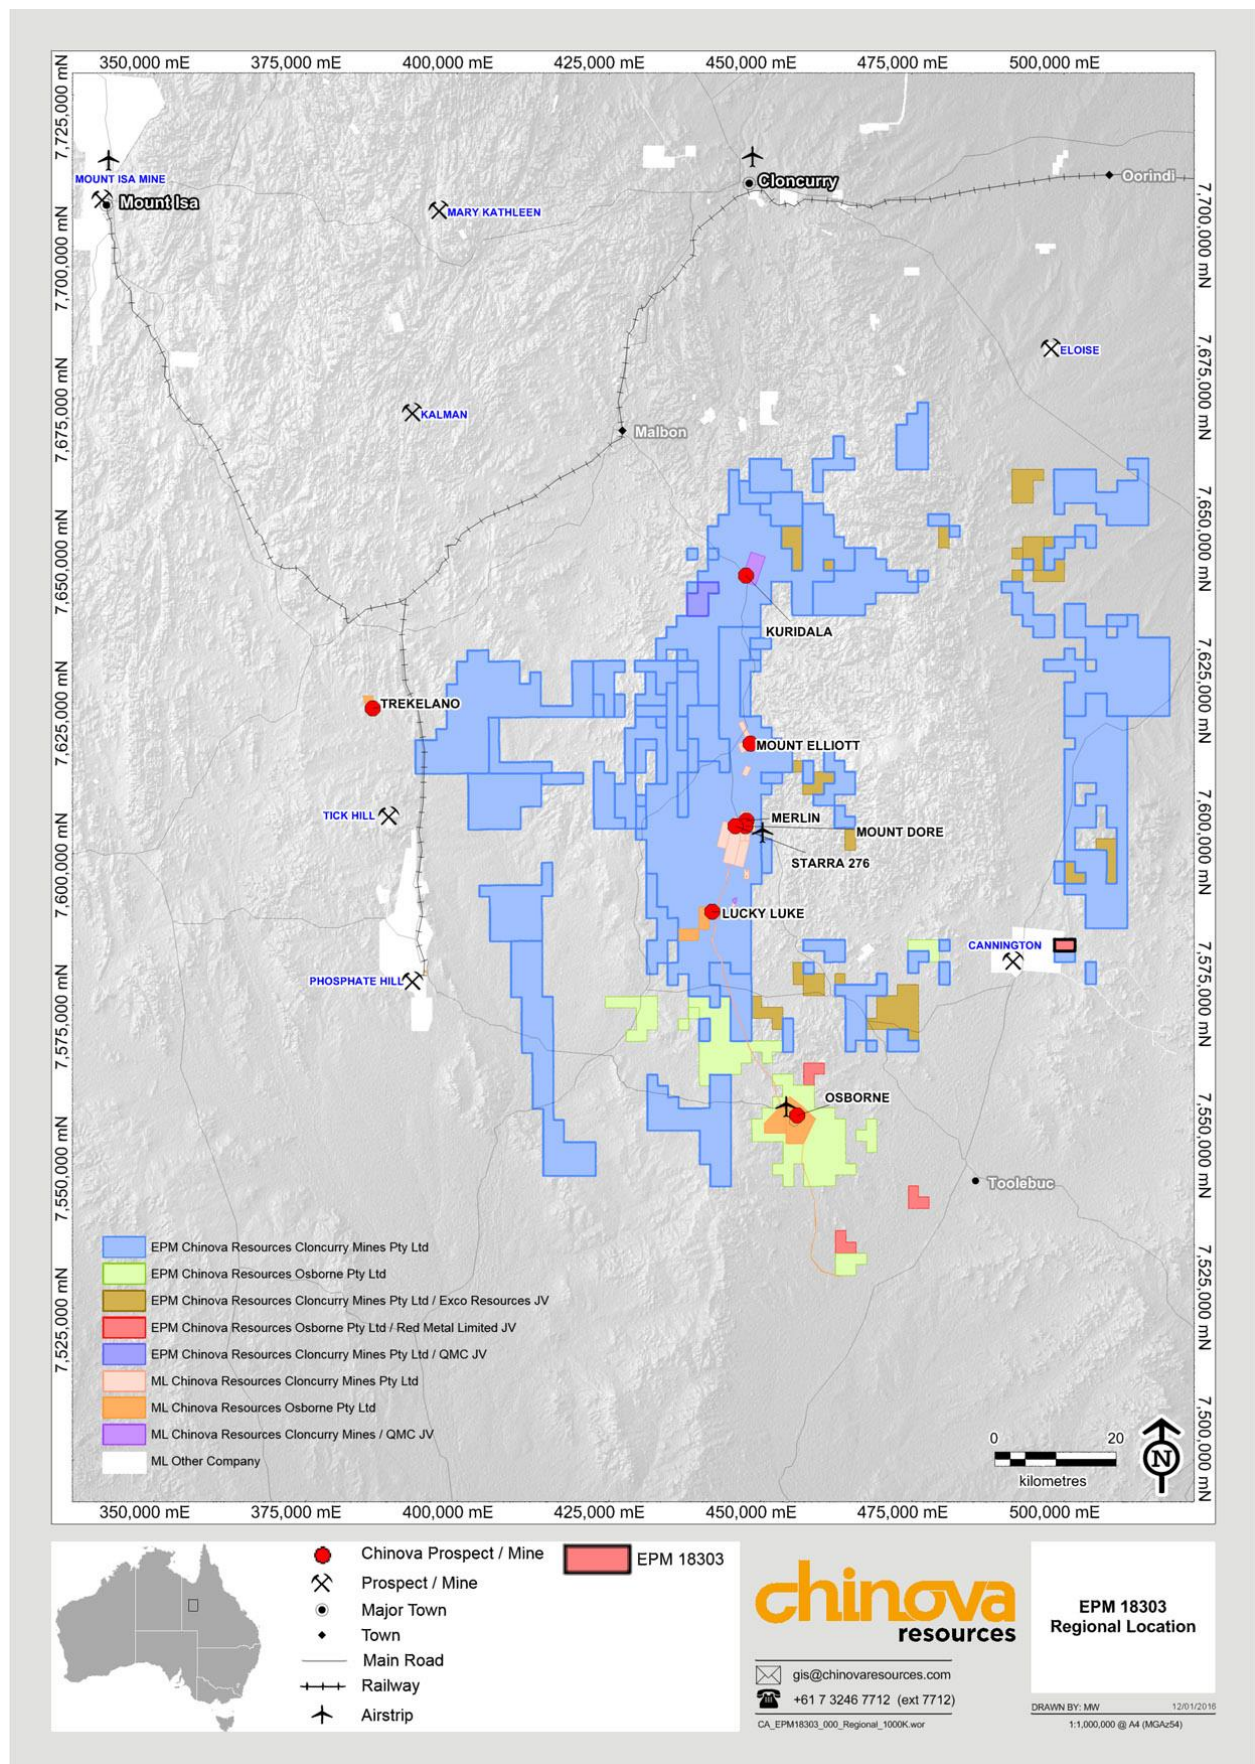 350,000 mE 375,000 mE 400,000 mE 425,000 mE 450,000 mE 475,000 mE 500,000 mE
7,725,000 mN
7,700,000 mN
7,675,000 mN
7,650,000 mN
7,625,000 mN
7,600,000 mN
7,575,000 mN
7,550,000 mN
7,525,000 mN
7,700,000 mN
7,675,000 mN
7,650,000 mN
7,625,000 mN
7,600,000 mN
7,575,000 mN
7,550,000 mN
7,525,000 mN
7,500,000 mN
MOUNT ISA MINE
Mount Isa
MARY KATHLEEN
Cloncurry
Oorindi
ELOISE
KALMAN
Malbon
KURIDALA
TREKELANO
MOUNT ELLIOTT
TICK HILL
MERLIN
MOUNT DORE
STARRA 276
LUCKY LUKE
CANNINGTON
PHOSPHATE HILL
OSBORNE
Toolebuc
EPM Chinova Resources Cloncurry Mines Pty Ltd
EPM Chinova Resources Osborne Pty Ltd
EPM Chinova Resources Cloncurry Mines Pty Ltd / Exco Resources JV
EPM Chinova Resources Osborne Pty Ltd / Red Metal Limited JV
EPM Chinova Resources Cloncurry Mines Pty Ltd / QMC JV
ML Chinova Resources Cloncurry Mines Pty Ltd
ML Chinova Resources Osborne Pty Ltd
ML Chinova Resources Cloncurry Mines / QMC JV
ML Other Company
0 20
kilometres
N
350,000 mE 375,000 mE 400,000 mE 425,000 mE 450,000 mE 475,000 mE 500,000 mE
Chinova Prospect / Mine
Prospect / Mine
Major Town
Town
Main Road
Railway
Airstrip
EPM 18303
chinova
resources
gis@chinovaresources.com
+61 7 3246 7712 (ext 7712)
CA_EPM18303_000_Regional_1000K.wor
EPM 18303
Regional Location
DRAWN BY: MW 12/01/2016
1:1,000,000 @ A4 (MGAz54)